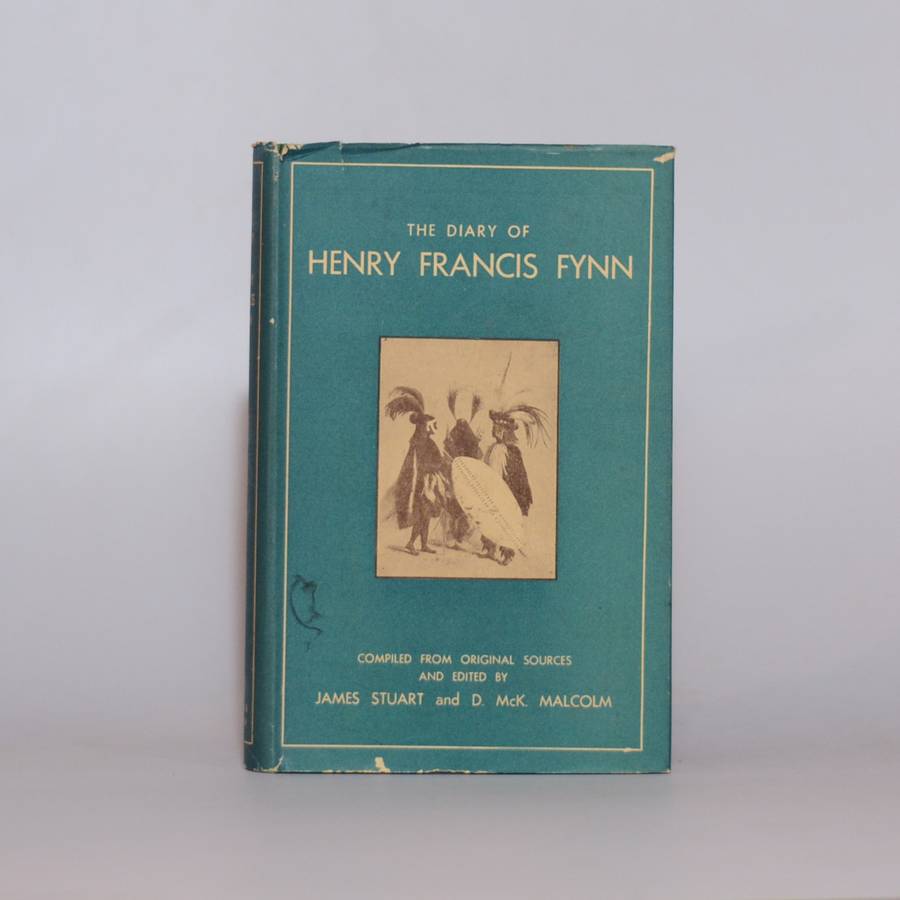 THE DIARY OF
HENRY FRANCIS FYNN
COMPILED FROM ORIGINAL SOURCES
AND EDITED BY
JAMES STUART and D. McK. MALCOLM